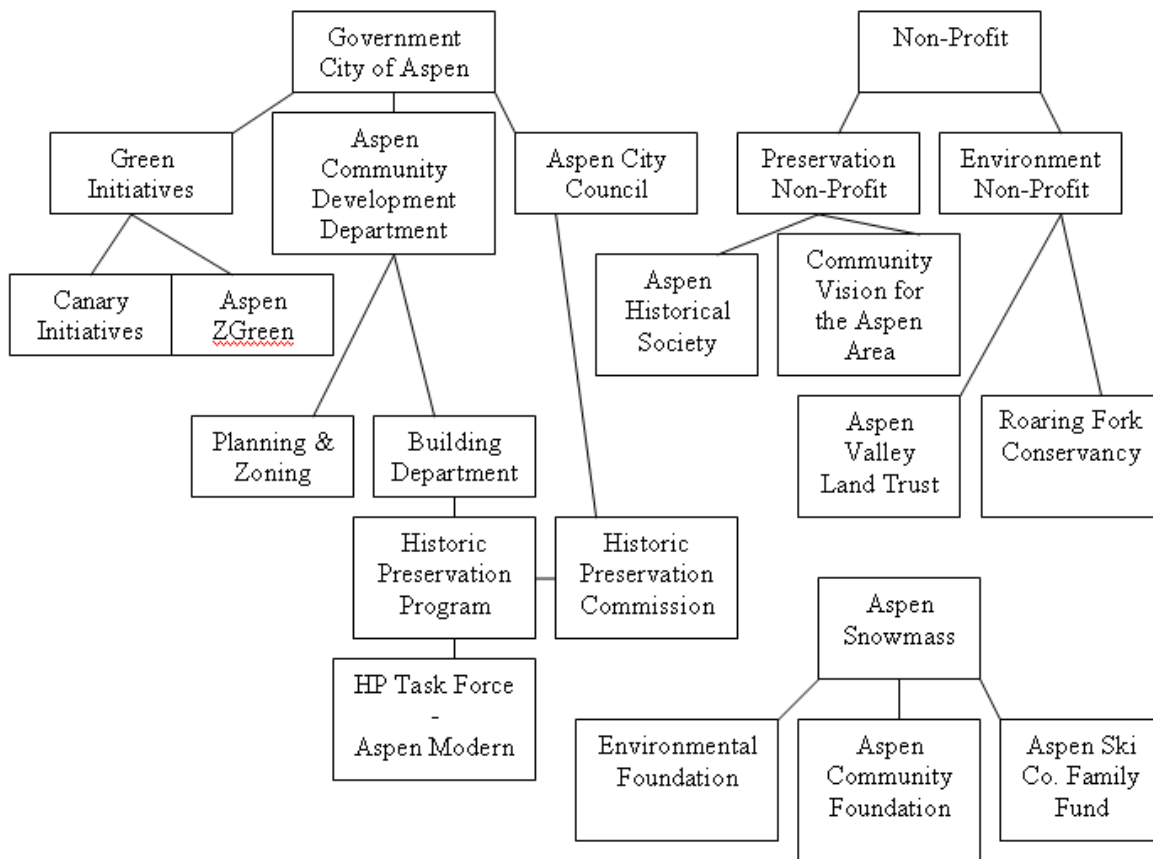 Government
City of Aspen
Non-Profit
Green
Initiatives
Aspen
Community
Development
Department
Aspen City
Council
Preservation
Non-Profit
Environment
Non-Profit
Canary
Initiatives
Aspen
ZGreen
Aspen
Historical
Society
Community
Vision for
the Aspen
Area
Planning &
Zoning
Building
Department
Aspen
Valley
Land Trust
Roaring Fork
Conservancy
Historic
Preservation
Program
Historic
Preservation
Commission
Aspen
Snowmass
HP Task Force
-
Aspen Modern
Environmental
Foundation
Aspen
Community
Foundation
Aspen Ski
Co. Family
Fund